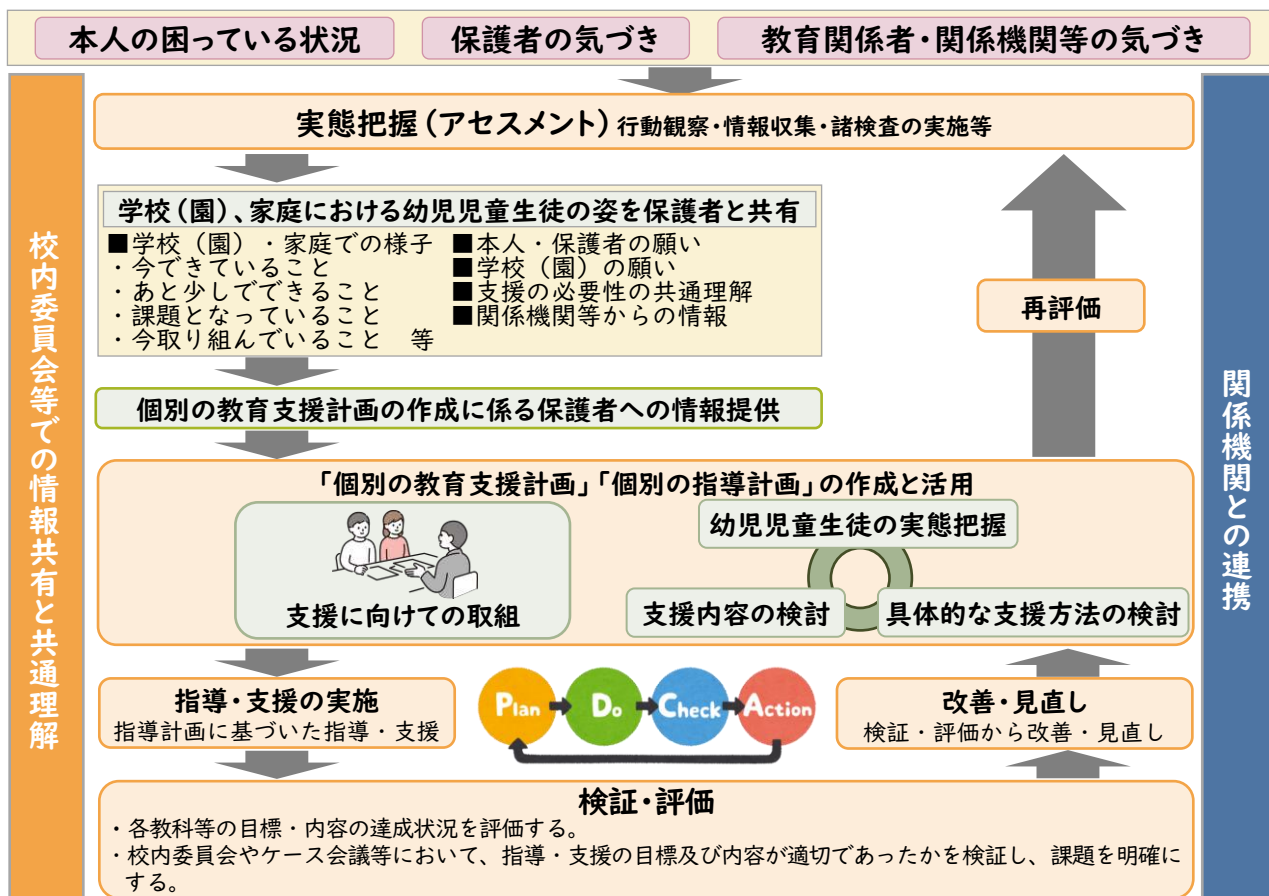 本人の困っている状況
保護者の気づき
教育関係者・関係機関等の気づき
校内委員会等での情報共有と共通理解
関係機関との連携
実態把握(アセスメント)行動観察・情報収集・諸検査の実施等
学校(園)、家庭における幼児児童生徒の姿を保護者と共有
■学校(園)・家庭での様子
・今できていること
・あと少しでできること
・課題となっていること
・今取り組んでいること 等
■本人・保護者の願い
■学校(園)の願い
■支援の必要性の共通理解
■関係機関等からの情報
再評価
個別の教育支援計画の作成に係る保護者への情報提供
「個別の教育支援計画」「個別の指導計画」の作成と活用
支援に向けての取組
幼児児童生徒の実態把握
支援内容の検討
具体的な支援方法の検討
指導・支援の実施
指導計画に基づいた指導・支援
Plan
Do
Check
Action
改善・見直し
検証・評価から改善・見直し
検証・評価
・各教科等の目標・内容の達成状況を評価する。
・校内委員会やケース会議等において、指導・支援の目標及び内容が適切であったかを検証し、課題を明確に
する。